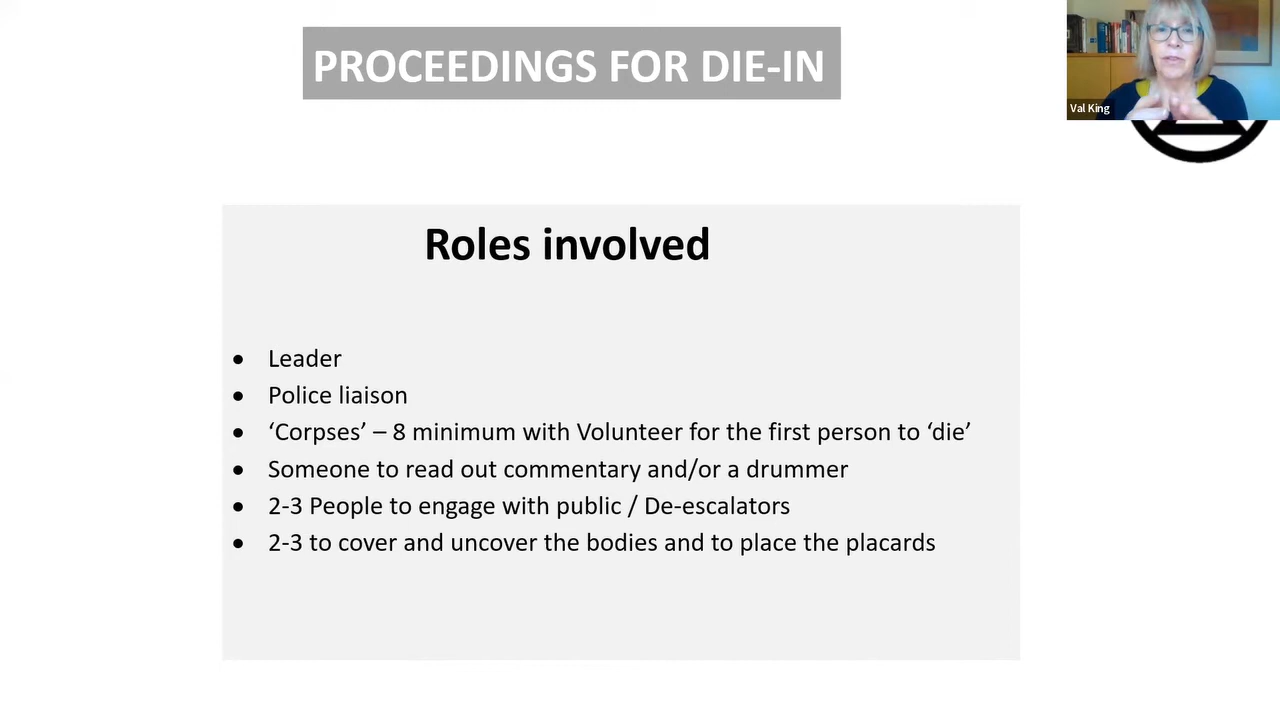 PROCEEDINGS FOR DIE-IN
Val King
Roles involved
• Leader
• Police liaison
• ‘Corpses’ – 8 minimum with Volunteer for the first person to ‘die’
• Someone to read out commentary and/or a drummer
• 2-3 People to engage with public / De-escalators
• 2-3 to cover and uncover the bodies and to place the placards